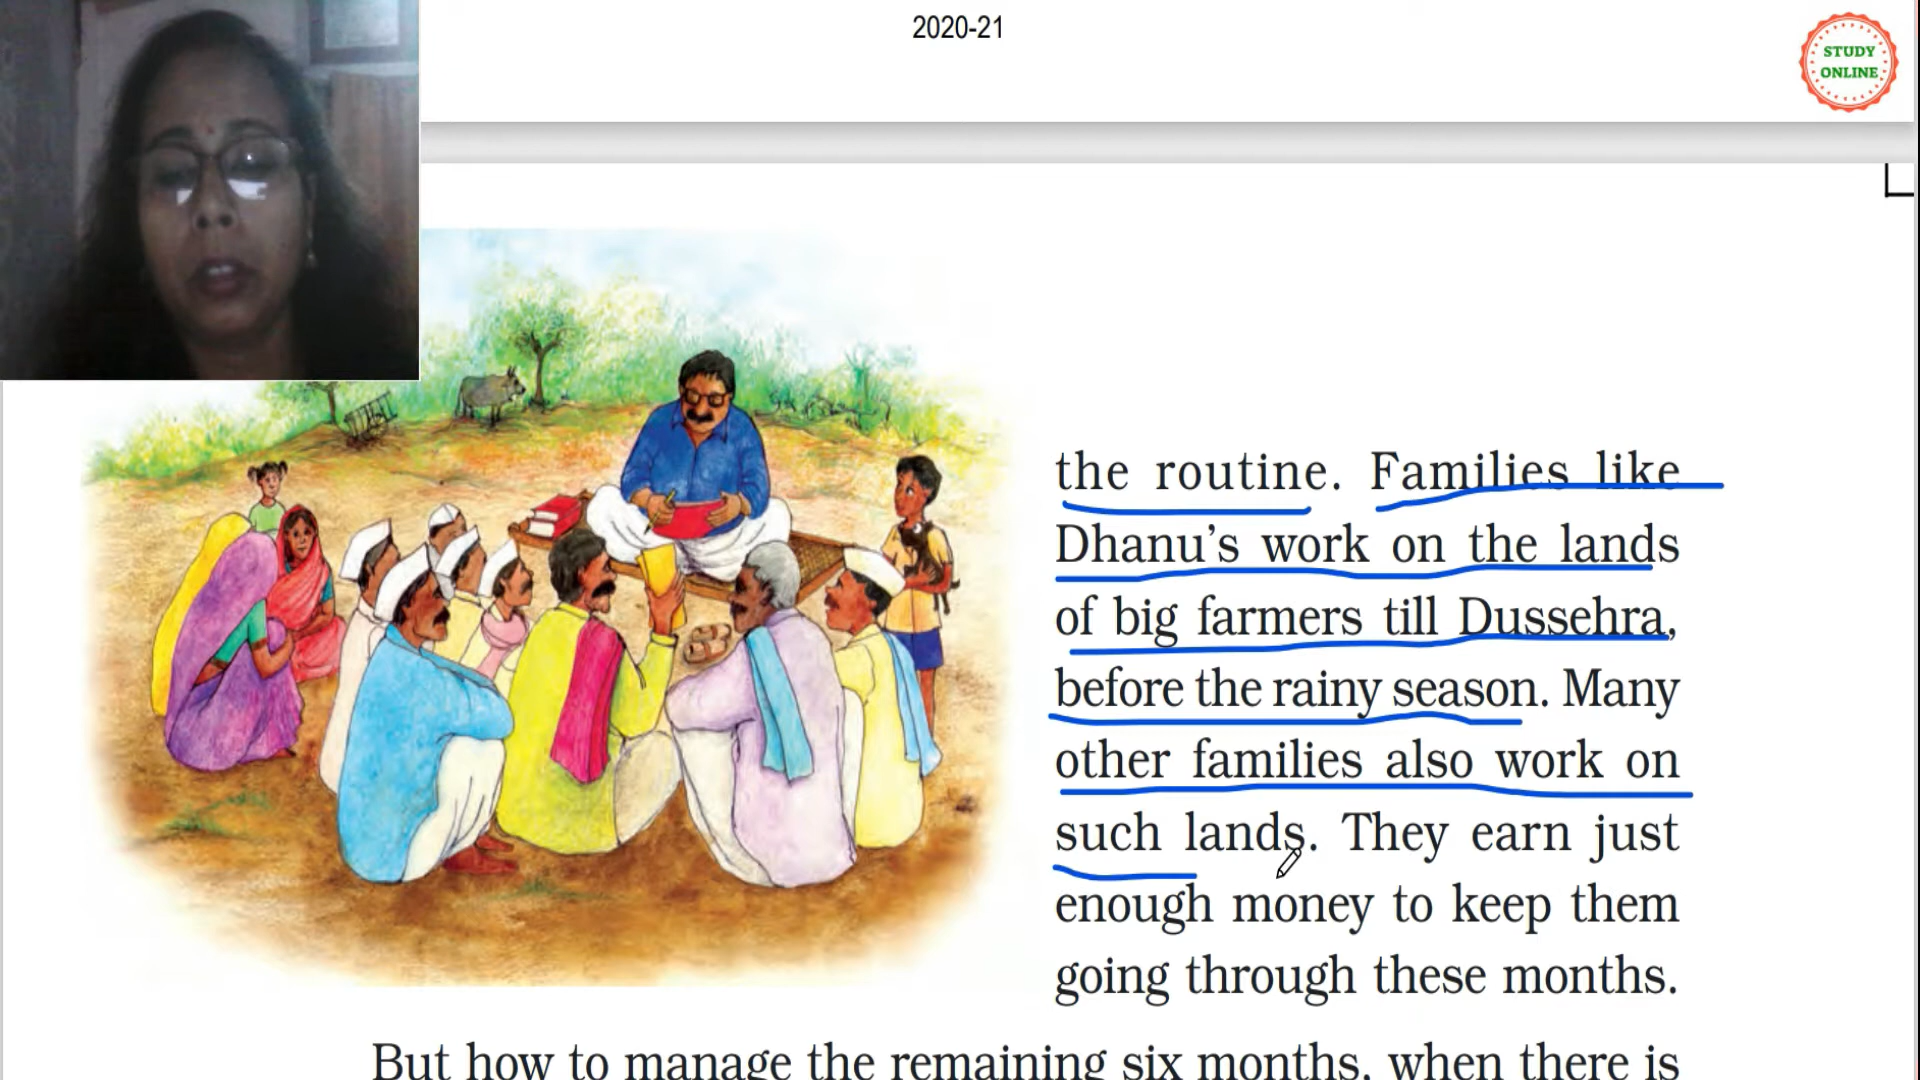 2020-21
STUDY
ONLINE
the routine. Families like
Dhanu’s work on the lands
of big farmers till Dussehra,
before the rainy season. Many
other families also work on
such lands. They earn just
enough money to keep them
going through these months.
But how to manage the remaining six months, when there is